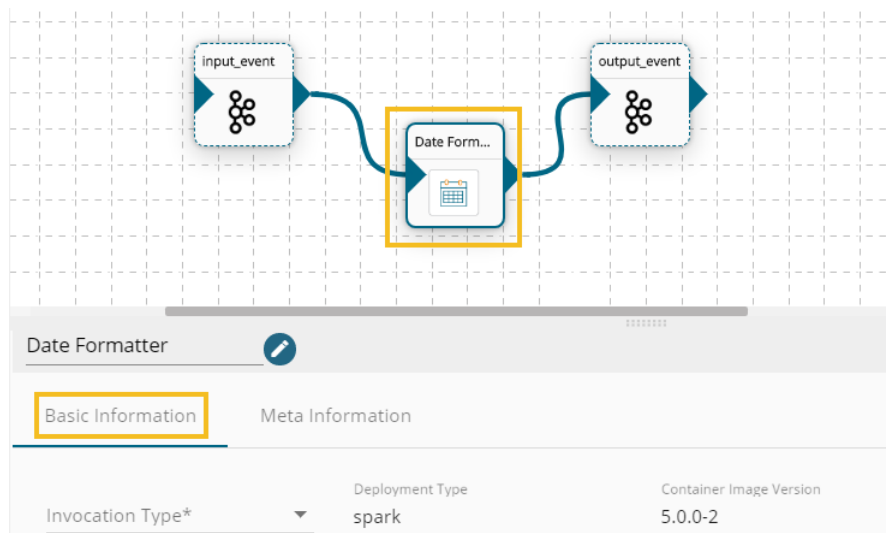 input_event
output_event
Date Form...
Date Formatter
Basic Information
Meta Information
Deployment Type
Container Image Version
Invocation Type*
spark
5.0.0-2